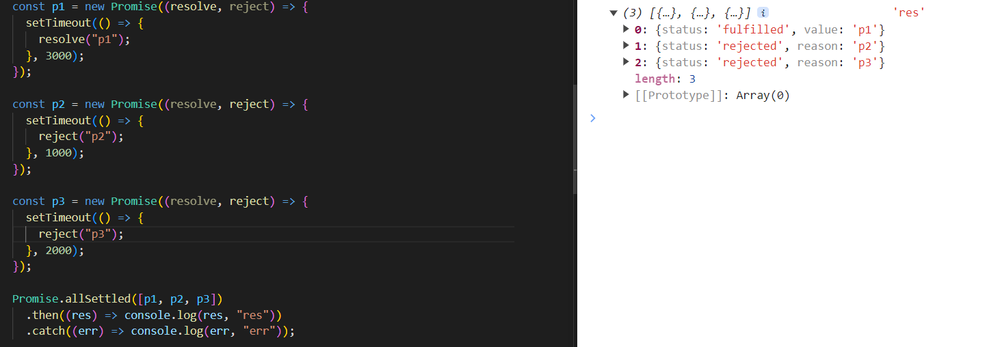 const p1 = new Promise((resolve, reject) => {
  setTimeout(() => {
    resolve("p1");
  }, 3000);
});

const p2 = new Promise((resolve, reject) => {
  setTimeout(() => {
    reject("p2");
  }, 1000);
});

const p3 = new Promise((resolve, reject) => {
  setTimeout(() => {
    reject("p3");
  }, 2000);
});

Promise.allSettled([p1, p2, p3])
  .then((res) => console.log(res, "res"))
  .catch((err) => console.log(err, "err"));
(3) [{…}, {…}, {…}] i 'res'
0: {status: 'fulfilled', value: 'p1'}
1: {status: 'rejected', reason: 'p2'}
2: {status: 'rejected', reason: 'p3'}
length: 3
[[Prototype]]: Array(0)